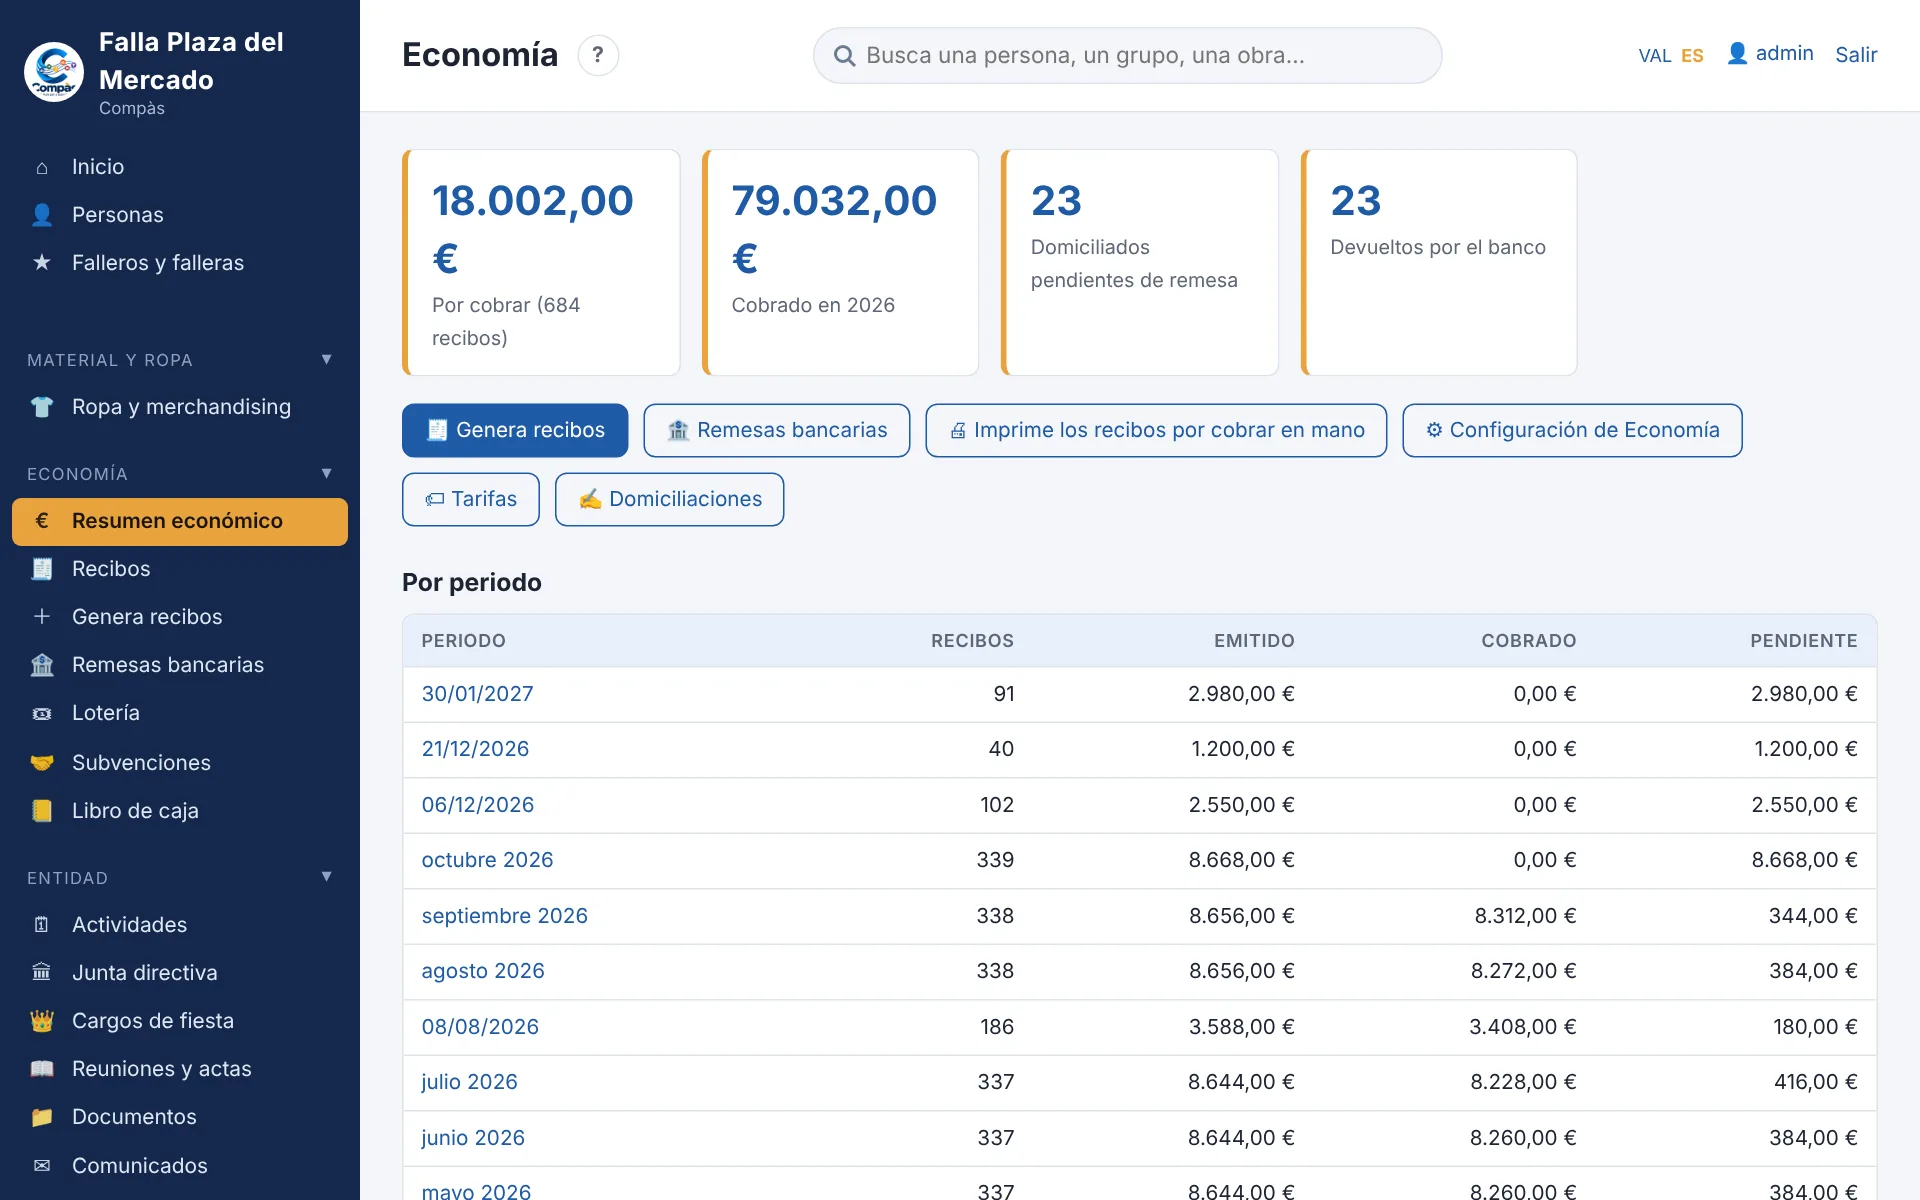 Falla Plaza del
Mercado
Compàs
Inicio
Personas
Falleros y falleras
MATERIAL Y ROPA
Ropa y merchandising
ECONOMÍA
Resumen económico
Recibos
Genera recibos
Remesas bancarias
Lotería
Subvenciones
Libro de caja
ENTIDAD
Actividades
Junta directiva
Cargos de fiesta
Reuniones y actas
Documentos
Comunicados
Economía ?
Busca una persona, un grupo, una obra...
VAL ES admin Salir
18.002,00
€
Por cobrar (684
recibos)
79.032,00
€
Cobrado en 2026
23
Domiciliados
pendientes de remesa
23
Devueltos por el banco
Genera recibos
Remesas bancarias
Imprime los recibos por cobrar en mano
Configuración de Economía
Tarifas
Domiciliaciones
Por periodo
PERIODO RECIBOS EMITIDO COBRADO PENDIENTE
30/01/2027 91 2.980,00 € 0,00 € 2.980,00 €
21/12/2026 40 1.200,00 € 0,00 € 1.200,00 €
06/12/2026 102 2.550,00 € 0,00 € 2.550,00 €
octubre 2026 339 8.668,00 € 0,00 € 8.668,00 €
septiembre 2026 338 8.656,00 € 8.312,00 € 344,00 €
agosto 2026 338 8.656,00 € 8.272,00 € 384,00 €
08/08/2026 186 3.588,00 € 3.408,00 € 180,00 €
julio 2026 337 8.644,00 € 8.228,00 € 416,00 €
junio 2026 337 8.644,00 € 8.260,00 € 384,00 €
mayo 2026 337 8.644,00 € 8.260,00 € 384,00 €